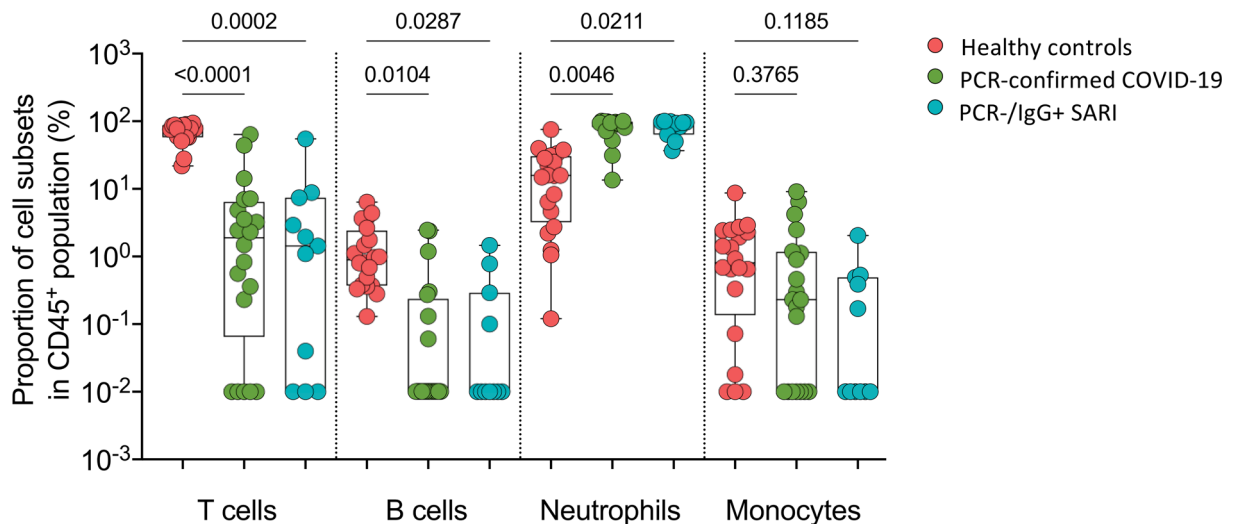 0.0002
0.0287
0.0211
0.1185
<0.0001
0.0104
0.0046
0.3765
Healthy controls
PCR-confirmed COVID-19
PCR-/IgG+ SARI
Proportion of cell subsets
in CD45⁺ population (%)
10³
10²
10¹
10⁰
10⁻¹
10⁻²
10⁻³
T cells
B cells
Neutrophils
Monocytes